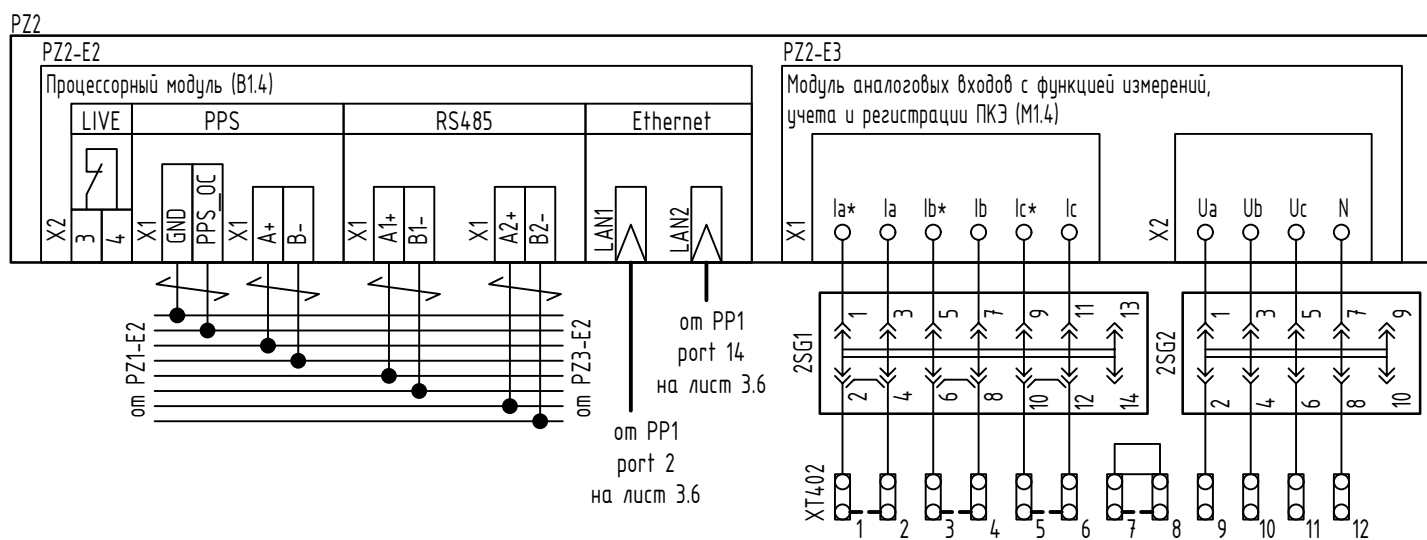 PZ2
PZ2-E2
PZ2-E3
Процессорный модуль (В1.4)
Модуль аналоговых входов с функцией измерений,
учета и регистрации ПКЭ (М1.4)
LIVE
PPS
RS485
Ethernet
X2
3
4
X1
GND
PPS_OC
X1
A+
B-
X1
A1+
B1-
X1
A2+
B2-
LAN1
LAN2
X1
Ia*
Ia
Ib*
Ib
Ic*
Ic
X2
Ua
Ub
Uc
N
от PZ1-E2
от PZ3-E2
от PP1
port 14
на лист 3.6
от PP1
port 2
на лист 3.6
2SG1
1
3
5
7
9
11
13
2
4
6
8
10
12
14
2SG2
1
3
5
7
9
2
4
6
8
10
XT402
1
2
3
4
5
6
7
8
9
10
11
12